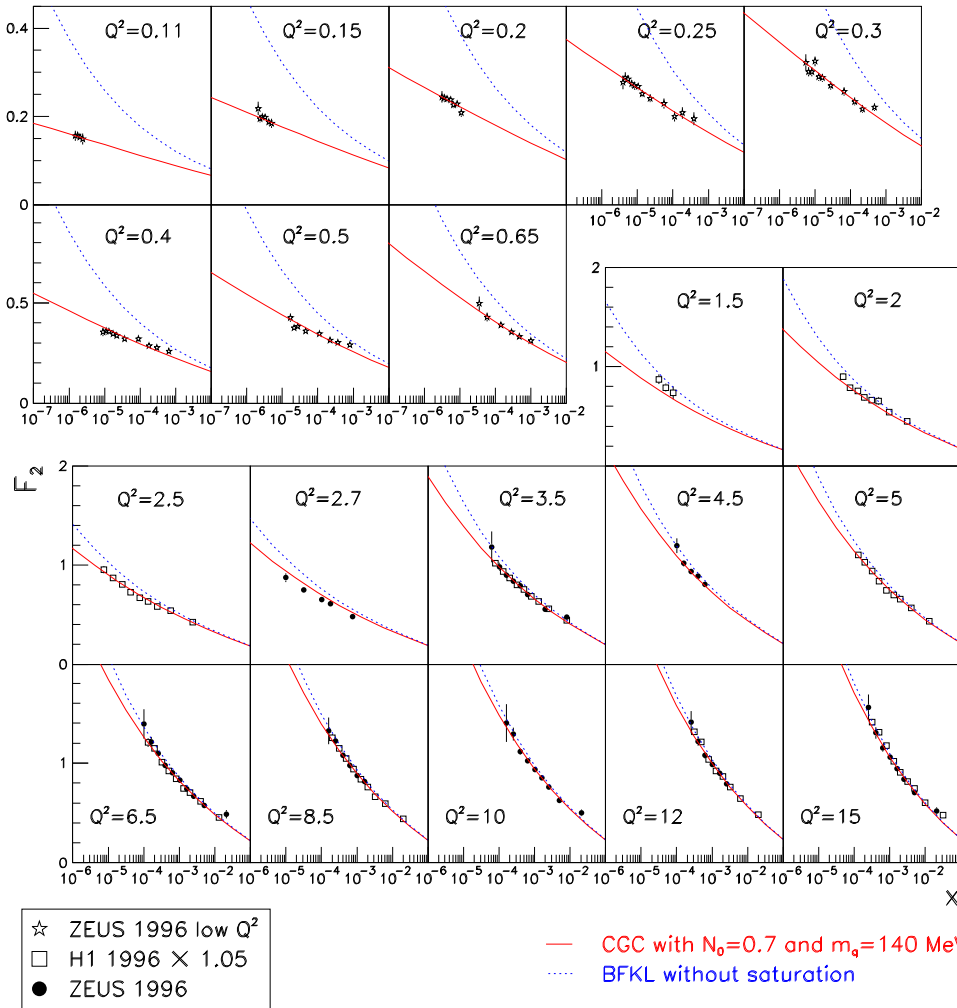 Q²=0.11 Q²=0.15 Q²=0.2 Q²=0.25 Q²=0.3
0.4
0.2
0
10⁻⁶ 10⁻⁵ 10⁻⁴ 10⁻³ 10⁻⁷ 10⁻⁶ 10⁻⁵ 10⁻⁴ 10⁻³ 10⁻²
Q²=0.4 Q²=0.5 Q²=0.65
1
0.5
0
10⁻⁷ 10⁻⁶ 10⁻⁵ 10⁻⁴ 10⁻³ 10⁻⁷ 10⁻⁶ 10⁻⁵ 10⁻⁴ 10⁻³ 10⁻⁷ 10⁻⁶ 10⁻⁵ 10⁻⁴ 10⁻³ 10⁻²
2
Q²=1.5 Q²=2
1
F₂
2
Q²=2.5 Q²=2.7 Q²=3.5 Q²=4.5 Q²=5
1
0
1
Q²=6.5 Q²=8.5 Q²=10 Q²=12 Q²=15
0
10⁻⁶ 10⁻⁵ 10⁻⁴ 10⁻³ 10⁻² 10⁻⁶ 10⁻⁵ 10⁻⁴ 10⁻³ 10⁻² 10⁻⁶ 10⁻⁵ 10⁻⁴ 10⁻³ 10⁻² 10⁻⁶ 10⁻⁵ 10⁻⁴ 10⁻³ 10⁻² 10⁻⁶ 10⁻⁵ 10⁻⁴ 10⁻³ 10⁻²
x
ZEUS 1996 low Q²
H1 1996 × 1.05
ZEUS 1996
CGC with N₀=0.7 and m_q=140 MeV
BFKL without saturation